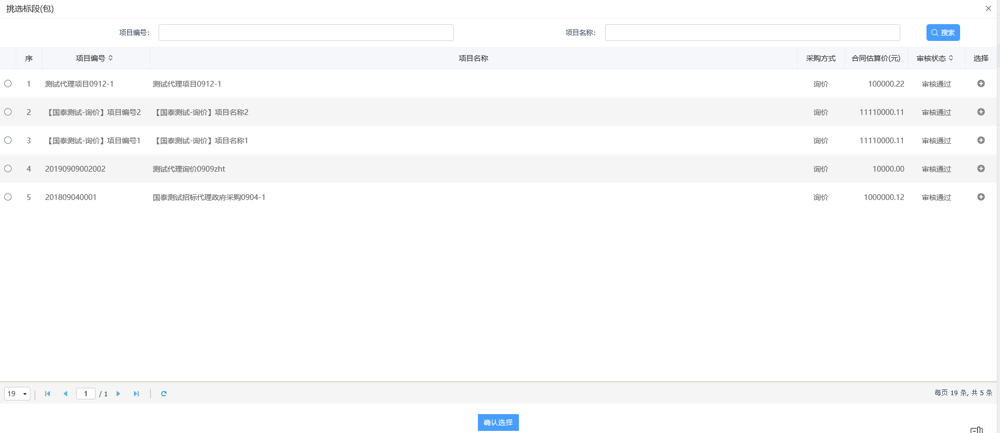 挑选标段(包)
项目编号: 项目名称: 搜索
序 项目编号 项目名称 采购方式 合同估算价(元) 审核状态 选择
1 测试代理项目0912-1 测试代理项目0912-1 询价 100000.22 审核通过
2 【国泰测试-询价】项目编号2 【国泰测试-询价】项目名称2 询价 11110000.11 审核通过
3 【国泰测试-询价】项目编号1 【国泰测试-询价】项目名称1 询价 11110000.11 审核通过
4 20190909002002 测试代理询价0909zht 询价 10000.00 审核通过
5 201809040001 国泰测试招标代理政府采购0904-1 询价 1000000.12 审核通过
19 1 / 1 每页 19 条, 共 5 条
确认选择